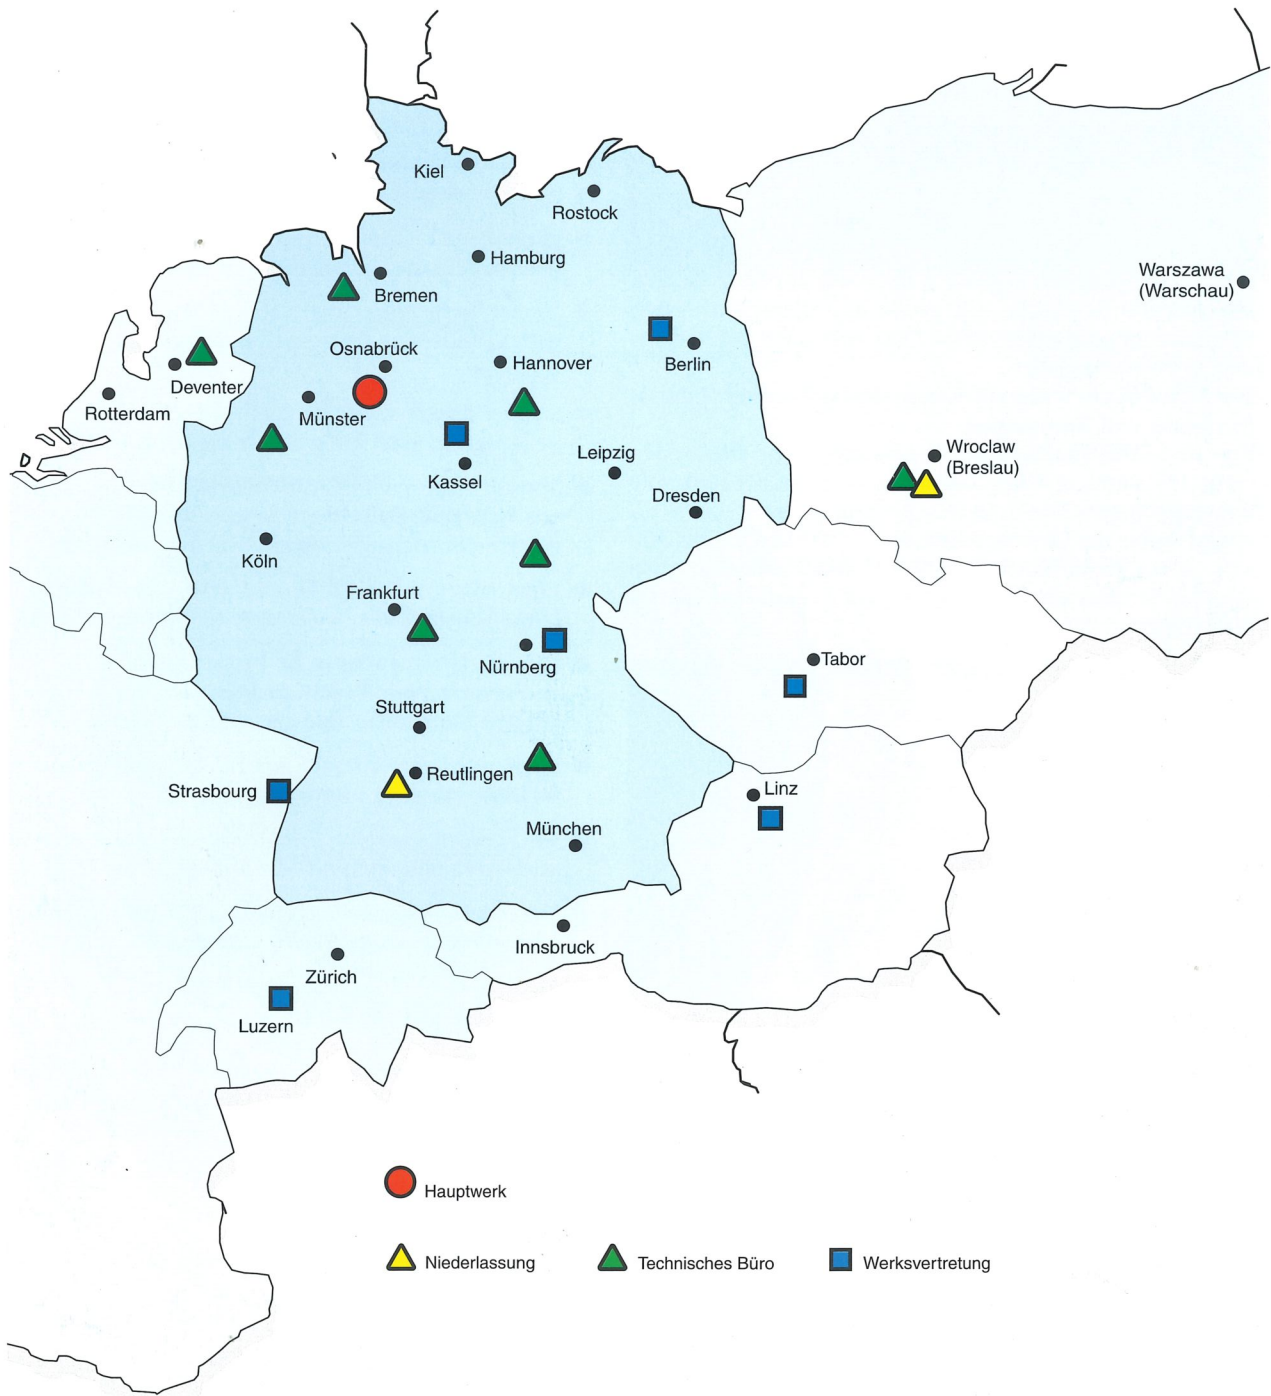 Kiel
Rostock
Hamburg
Warszawa
(Warschau)
Bremen
Osnabrück
Hannover
Berlin
Deventer
Rotterdam
Münster
Wroclaw
(Breslau)
Leipzig
Kassel
Dresden
Köln
Frankfurt
Nürnberg
Tabor
Stuttgart
Reutlingen
Strasbourg
Linz
München
Innsbruck
Zürich
Luzern
Hauptwerk
Niederlassung
Technisches Büro
Werksvertretung